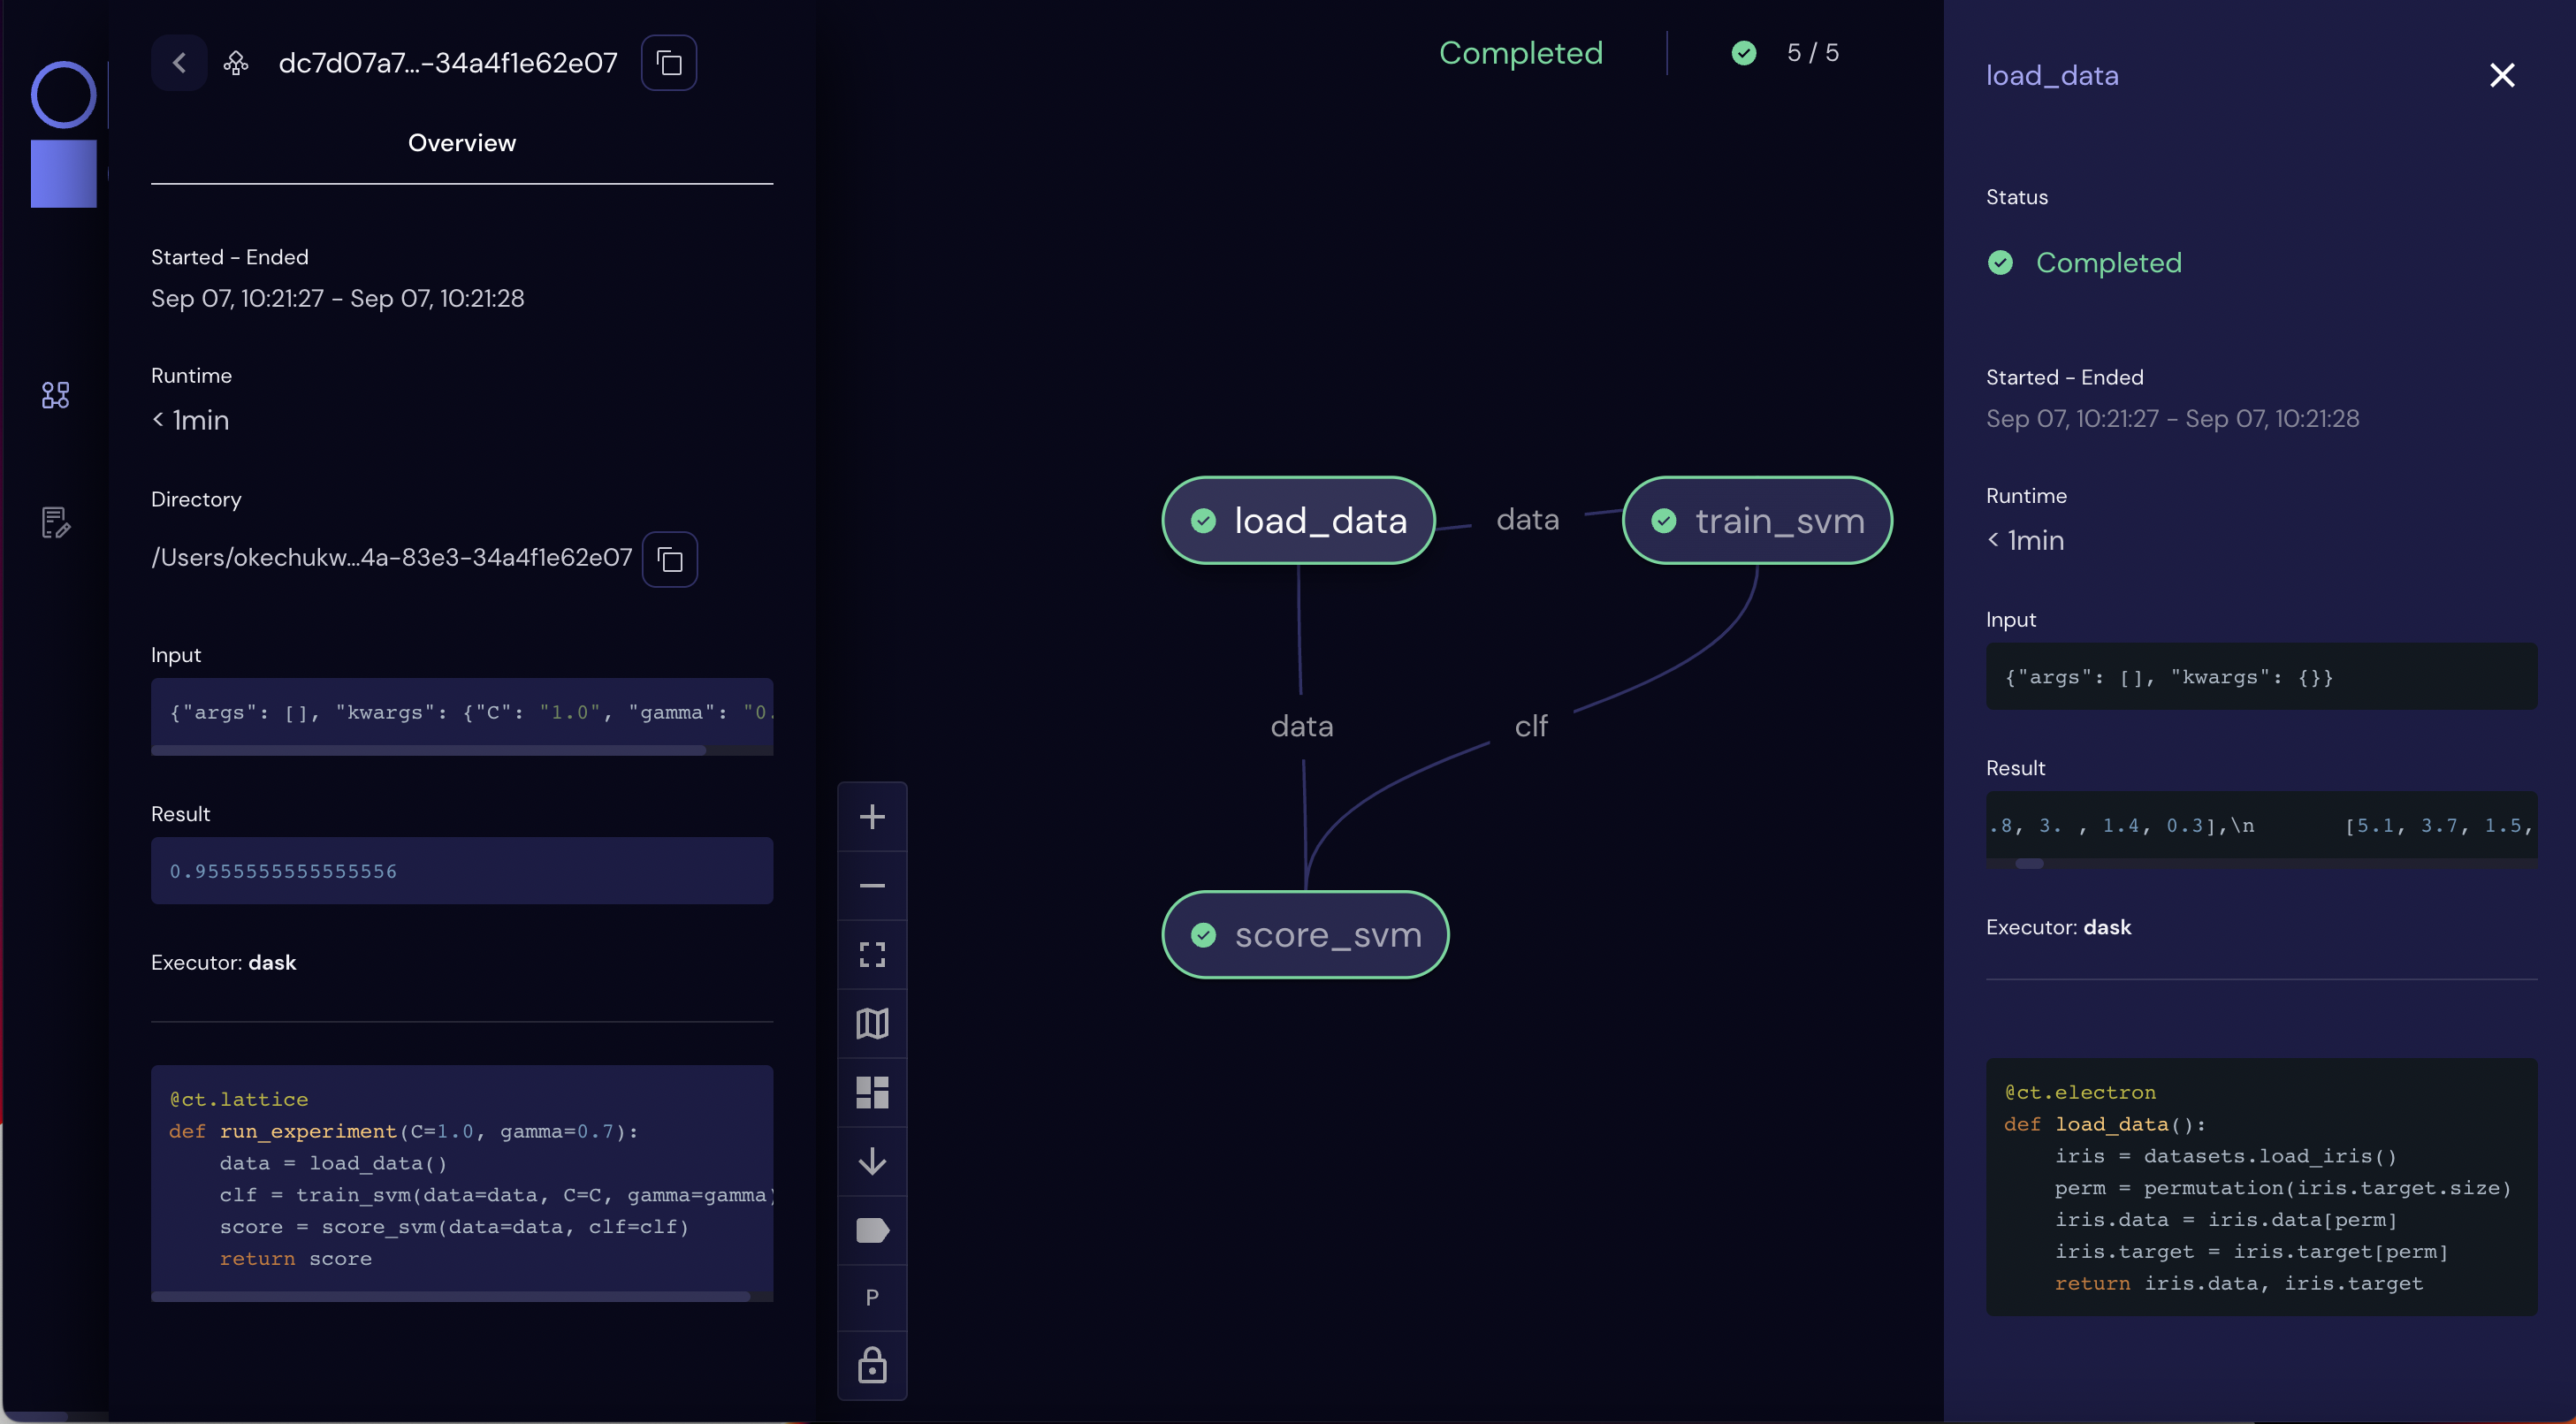 dc7d07a7...-34a4f1e62e07
Overview
Started - Ended
Sep 07, 10:21:27 - Sep 07, 10:21:28
Runtime
< 1min
Directory
/Users/okechukw...4a-83e3-34a4f1e62e07
Input
{"args": [], "kwargs": {"C": "1.0", "gamma": "0.
Result
0.9555555555555556
Executor: dask
@ct.lattice
def run_experiment(C=1.0, gamma=0.7):
    data = load_data()
    clf = train_svm(data=data, C=C, gamma=gamma)
    score = score_svm(data=data, clf=clf)
    return score
Completed
5 / 5
load_data
data
train_svm
data
clf
score_svm
P
load_data
Status
Completed
Started - Ended
Sep 07, 10:21:27 - Sep 07, 10:21:28
Runtime
< 1min
Input
{"args": [], "kwargs": {}}
Result
.8, 3. , 1.4, 0.3],\n       [5.1, 3.7, 1.5,
Executor: dask
@ct.electron
def load_data():
    iris = datasets.load_iris()
    perm = permutation(iris.target.size)
    iris.data = iris.data[perm]
    iris.target = iris.target[perm]
    return iris.data, iris.target